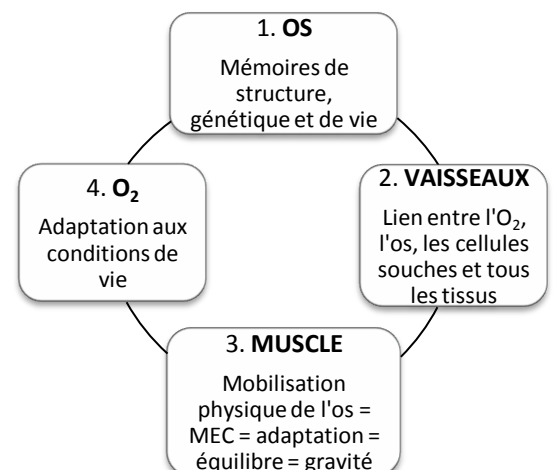 1. OS
Mémoires de
structure,
génétique et de vie
2. VAISSEAUX
Lien entre l'O₂,
l'os, les cellules
souches et tous
les tissus
3. MUSCLE
Mobilisation
physique de l'os =
MEC = adaptation =
équilibre = gravité
4. O₂
Adaptation aux
conditions de
vie